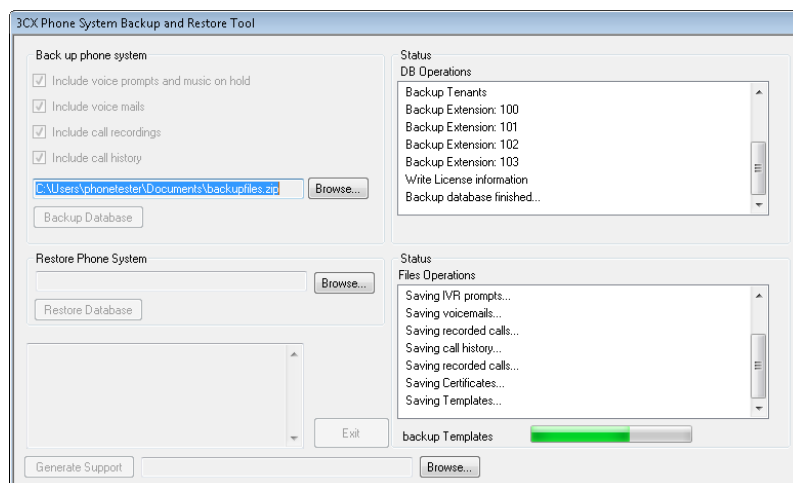 3CX Phone System Backup and Restore Tool
Back up phone system
Include voice prompts and music on hold
Include voice mails
Include call recordings
Include call history
C:\Users\phonetester\Documents\backupfiles.zip
Browse...
Backup Database
Status
DB Operations
Backup Tenants
Backup Extension: 100
Backup Extension: 101
Backup Extension: 102
Backup Extension: 103
Write License information
Backup database finished...
Restore Phone System
Browse...
Restore Database
Status
Files Operations
Saving IVR prompts...
Saving voicemails...
Saving recorded calls...
Saving call history...
Saving recorded calls...
Saving Certificates...
Saving Templates...
Exit
backup Templates
Generate Support
Browse...